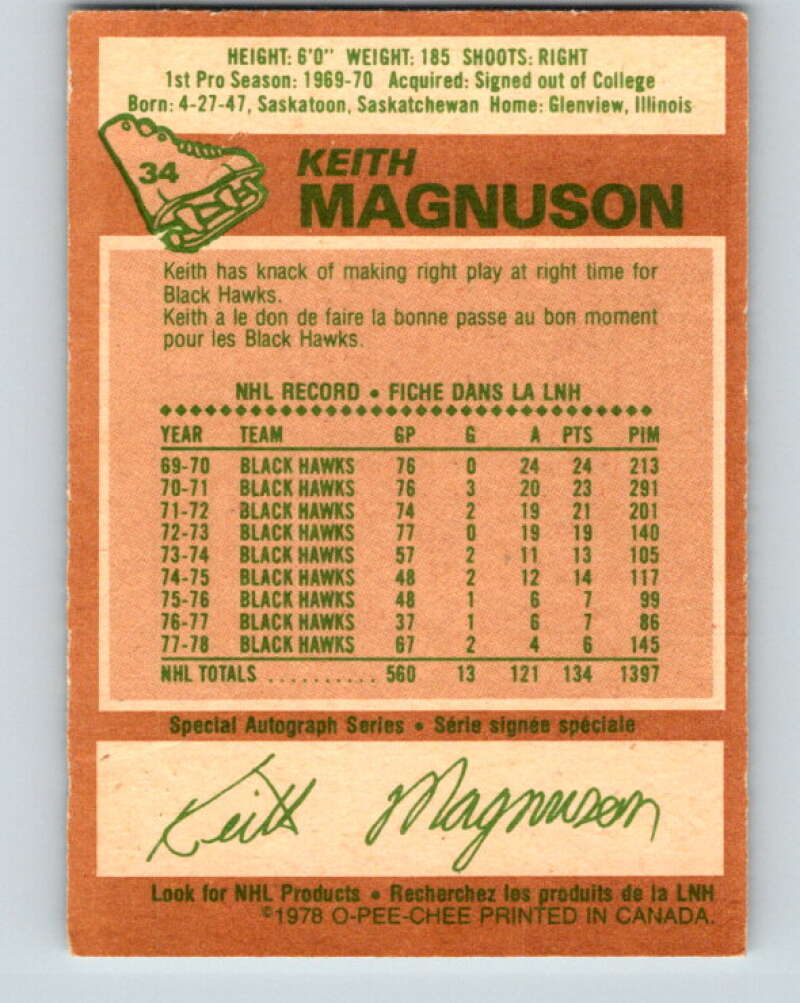 HEIGHT: 6'0" WEIGHT: 185 SHOOTS: RIGHT
1st Pro Season: 1969-70 Acquired: Signed out of College
Born: 4-27-47, Saskatoon, Saskatchewan Home: Glenview, Illinois
34
KEITH
MAGNUSON
Keith has knack of making right play at right time for
Black Hawks.
Keith a le don de faire la bonne passe au bon moment
pour les Black Hawks.
NHL RECORD • FICHE DANS LA LNH
YEAR TEAM GP G A PTS PIM
69-70 BLACK HAWKS 76 0 24 24 213
70-71 BLACK HAWKS 76 3 20 23 291
71-72 BLACK HAWKS 74 2 19 21 201
72-73 BLACK HAWKS 77 0 19 19 140
73-74 BLACK HAWKS 57 2 11 13 105
74-75 BLACK HAWKS 48 2 12 14 117
75-76 BLACK HAWKS 48 1 6 7 99
76-77 BLACK HAWKS 37 1 6 7 86
77-78 BLACK HAWKS 67 2 4 6 145
NHL TOTALS .......... 560 13 121 134 1397
Special Autograph Series • Série signée spéciale
Keith Magnuson
Look for NHL Products • Recherchez les produits de la LNH
©1978 O-PEE-CHEE PRINTED IN CANADA.